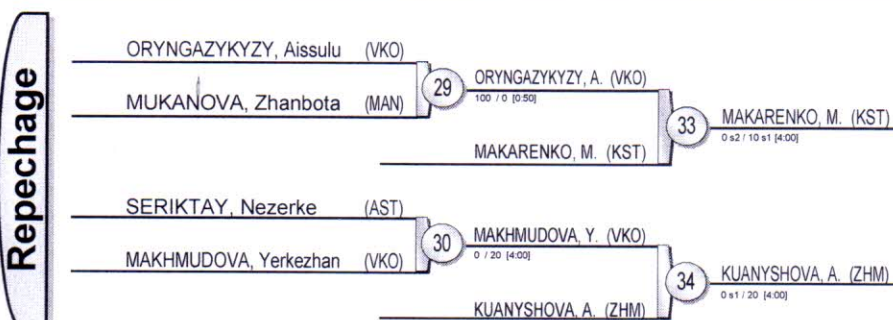 Repechage
ORYNGAZYKYZY, Aissulu (VKO)
MUKANOVA, Zhanbota (MAN)
29
ORYNGAZYKYZY, A. (VKO)
100 / 0 [0:50]
MAKARENKO, M. (KST)
33
MAKARENKO, M. (KST)
0 s2 / 10 s1 [4:00]
SERIKTAY, Nezerke (AST)
MAKHMUDOVA, Yerkezhan (VKO)
30
MAKHMUDOVA, Y. (VKO)
0 / 20 [4:00]
KUANYSHOVA, A. (ZHM)
34
KUANYSHOVA, A. (ZHM)
0 s1 / 20 [4:00]